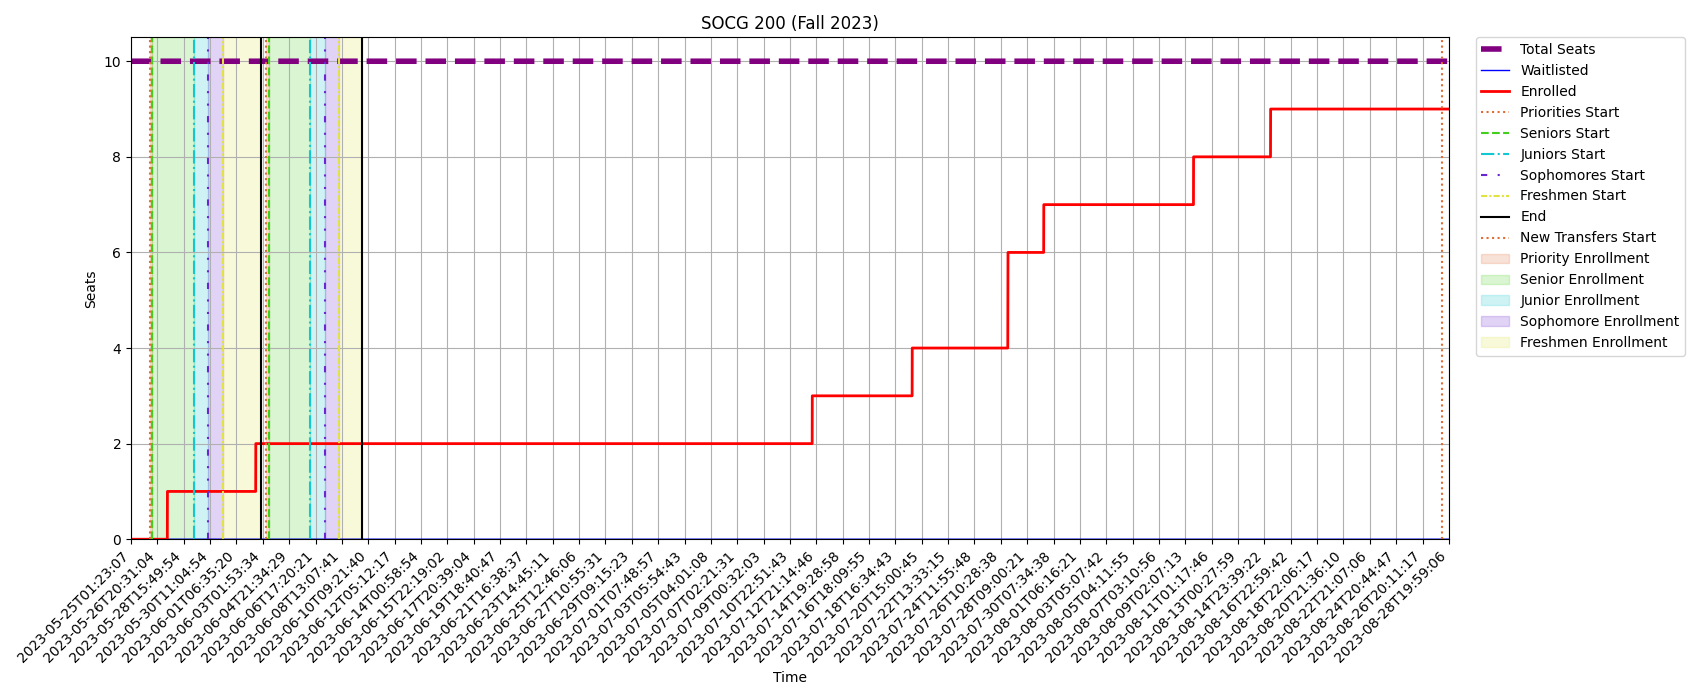 SOCG 200 (Fall 2023)
10
8
6
4
2
0
Seats
2023-05-25T01:23:07
2023-05-26T20:31:04
2023-05-28T15:49:54
2023-05-30T11:04:54
2023-06-01T06:35:20
2023-06-03T01:53:34
2023-06-04T21:34:29
2023-06-06T17:20:21
2023-06-08T13:07:41
2023-06-10T09:21:40
2023-06-12T05:12:17
2023-06-14T00:58:54
2023-06-15T22:19:02
2023-06-17T20:39:04
2023-06-19T18:40:47
2023-06-21T16:38:37
2023-06-23T14:45:11
2023-06-25T12:46:06
2023-06-27T10:55:31
2023-06-29T09:15:23
2023-07-01T07:48:57
2023-07-03T05:54:43
2023-07-05T04:01:08
2023-07-07T02:21:31
2023-07-09T00:32:03
2023-07-10T22:51:43
2023-07-12T21:14:46
2023-07-14T19:28:58
2023-07-16T18:09:55
2023-07-18T16:34:43
2023-07-20T15:00:45
2023-07-22T13:33:15
2023-07-24T11:55:48
2023-07-26T10:28:38
2023-07-28T09:00:21
2023-07-30T07:34:38
2023-08-01T06:16:21
2023-08-03T05:07:42
2023-08-05T04:11:55
2023-08-07T03:10:56
2023-08-09T02:07:13
2023-08-11T01:17:46
2023-08-13T00:27:59
2023-08-14T23:39:22
2023-08-16T22:59:42
2023-08-18T22:06:17
2023-08-20T21:36:10
2023-08-22T21:07:06
2023-08-24T20:44:47
2023-08-26T20:11:17
2023-08-28T19:59:06
Time
Total Seats
Waitlisted
Enrolled
Priorities Start
Seniors Start
Juniors Start
Sophomores Start
Freshmen Start
End
New Transfers Start
Priority Enrollment
Senior Enrollment
Junior Enrollment
Sophomore Enrollment
Freshmen Enrollment